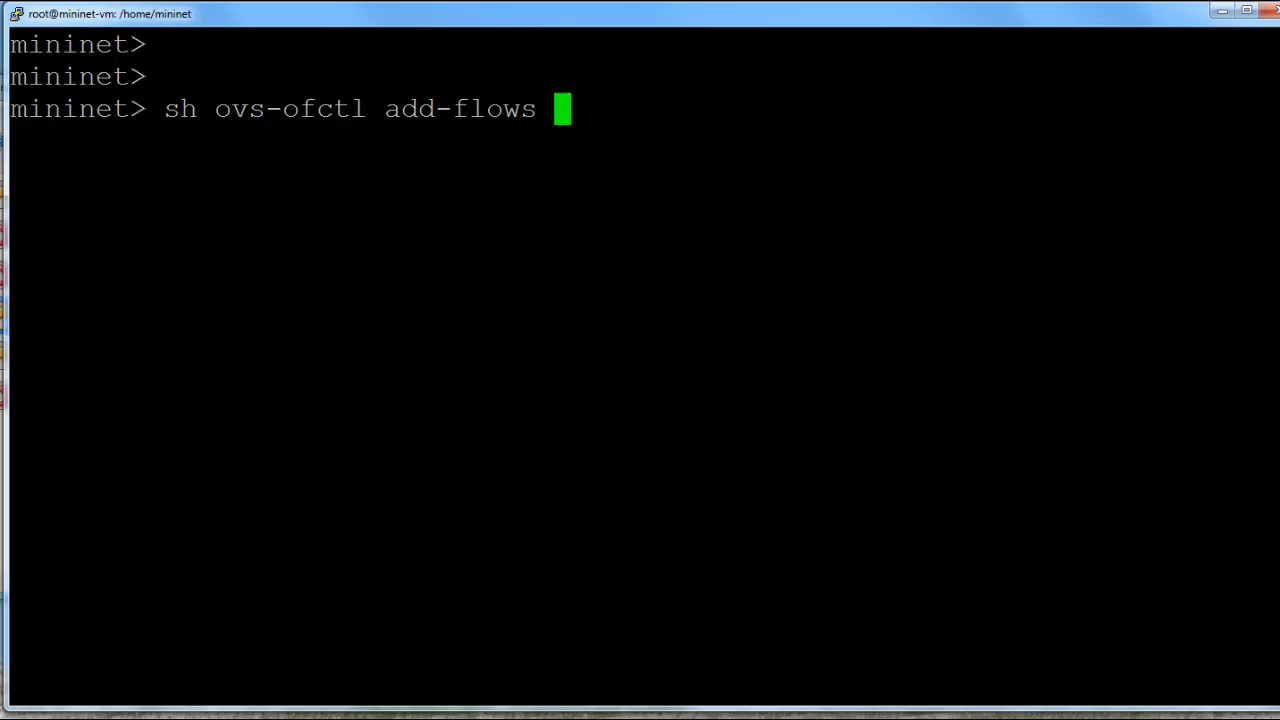 root@mininet-vm: /home/mininet
mininet>
mininet>
mininet> sh ovs-ofctl add-flows